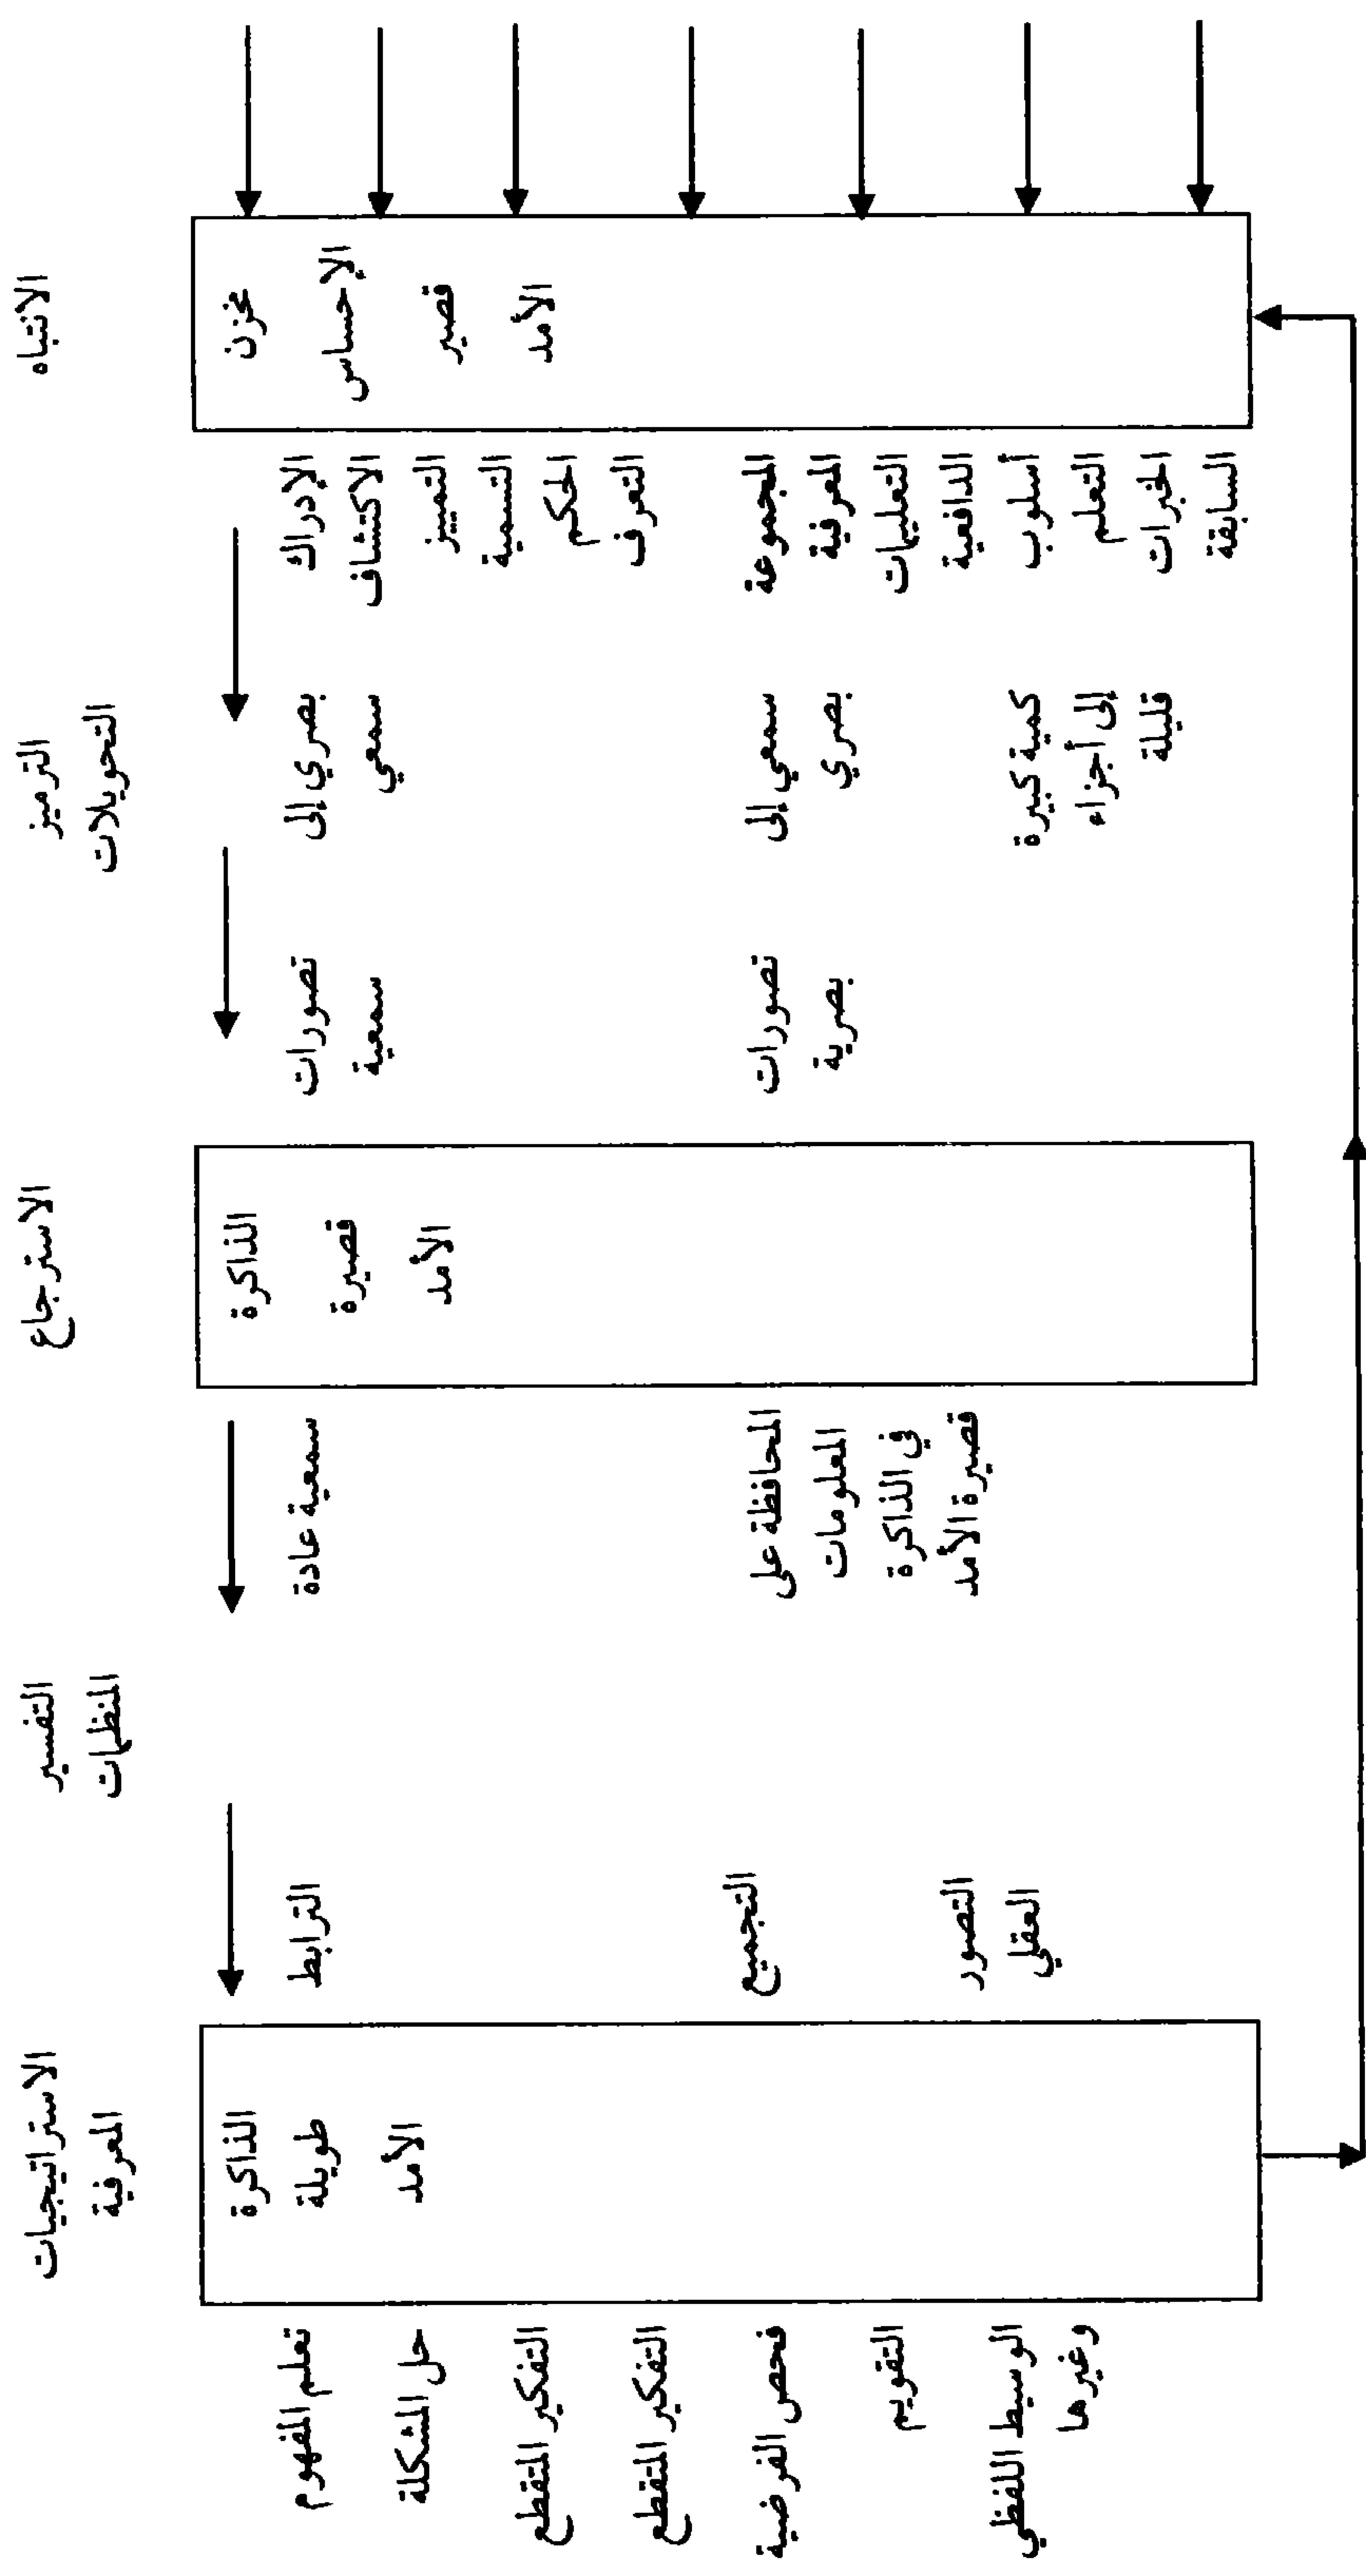 الانتباه
مخزن
الإحساس
قصير
الأمد
الإدراك
الاكتشاف
التمييز
التسمية
الحكم
التعرف
المجموعة
المعرفية
التعليمات
الدافعية
أسلوب
التعلم
الخبرات
السابقة
الترميز
التحويلات
بصري إلى
سمعي
سمعي إلى
بصري
كمية كبيرة
إلى أجزاء
قليلة
تصورات
سمعية
تصورات
بصرية
الاسترجاع
الذاكرة
قصيرة
الأمد
سمعية عادة
المحافظة على
المعلومات
في الذاكرة
قصيرة الأمد
التفسير
المنظمات
الترابط
التجميع
التصور
العقلي
الاستراتيجيات
المعرفية
الذاكرة
طويلة
الأمد
تعلم المفهوم
حل المشكلة
التفكير المتقطع
التفكير المتقطع
فحص الفرضية
التقويم
الوسيط اللفظي
وغيرها